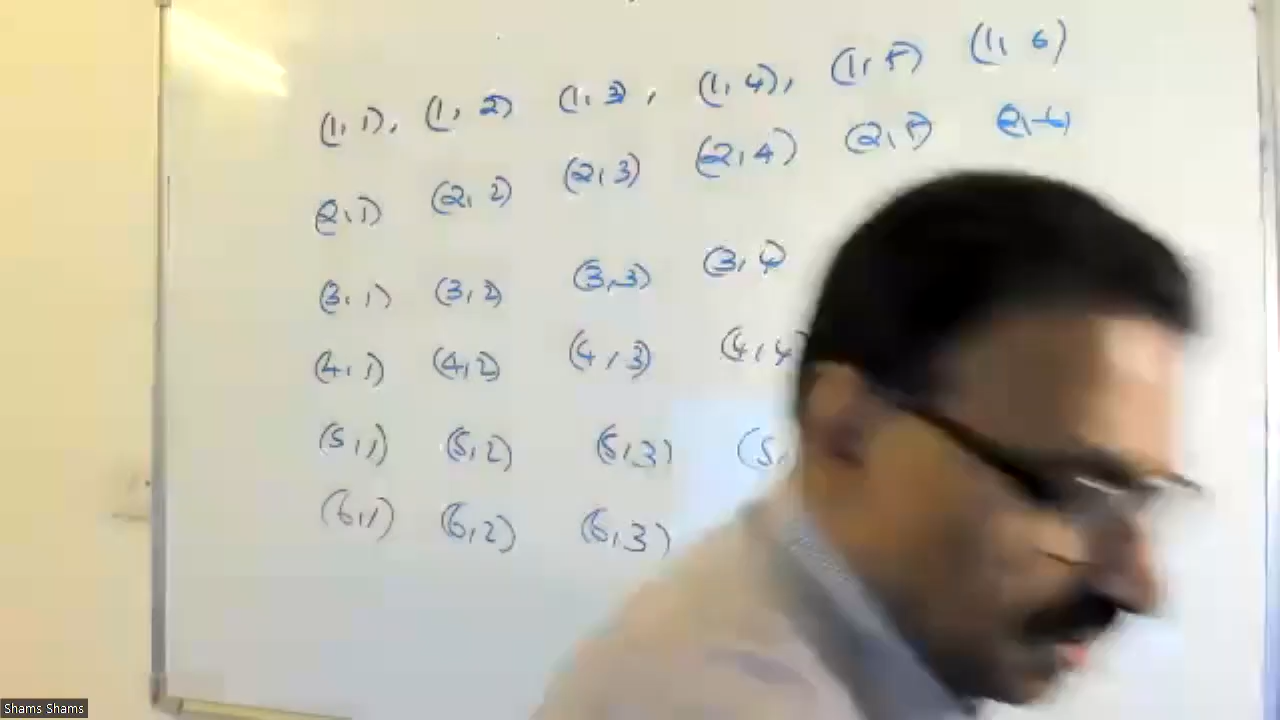 (1, 1), (1, 2) (1, 3), (1, 4), (1, 5) (1, 6)
(2, 1) (2, 2) (2, 3) (2, 4) (2, 5) (2, 6)
(3, 1) (3, 2) (3, 3) (3, 4
(4, 1) (4, 2) (4, 3) (4, 4)
(5, 1) (5, 2) (5, 3) (5,
(6, 1) (6, 2) (6, 3)
Shams Shams